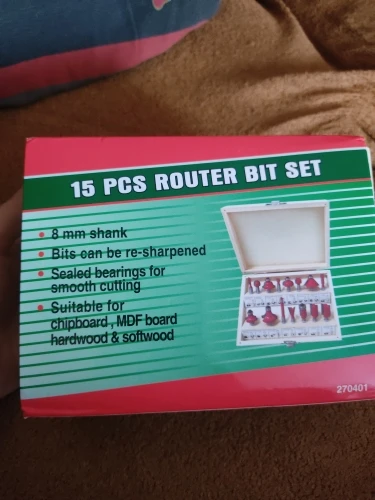 15 PCS ROUTER BIT SET
• 8 mm shank
• Bits can be re-sharpened
• Sealed bearings for
smooth cutting
• Suitable for
chipboard , MDF board
hardwood & softwood
270401